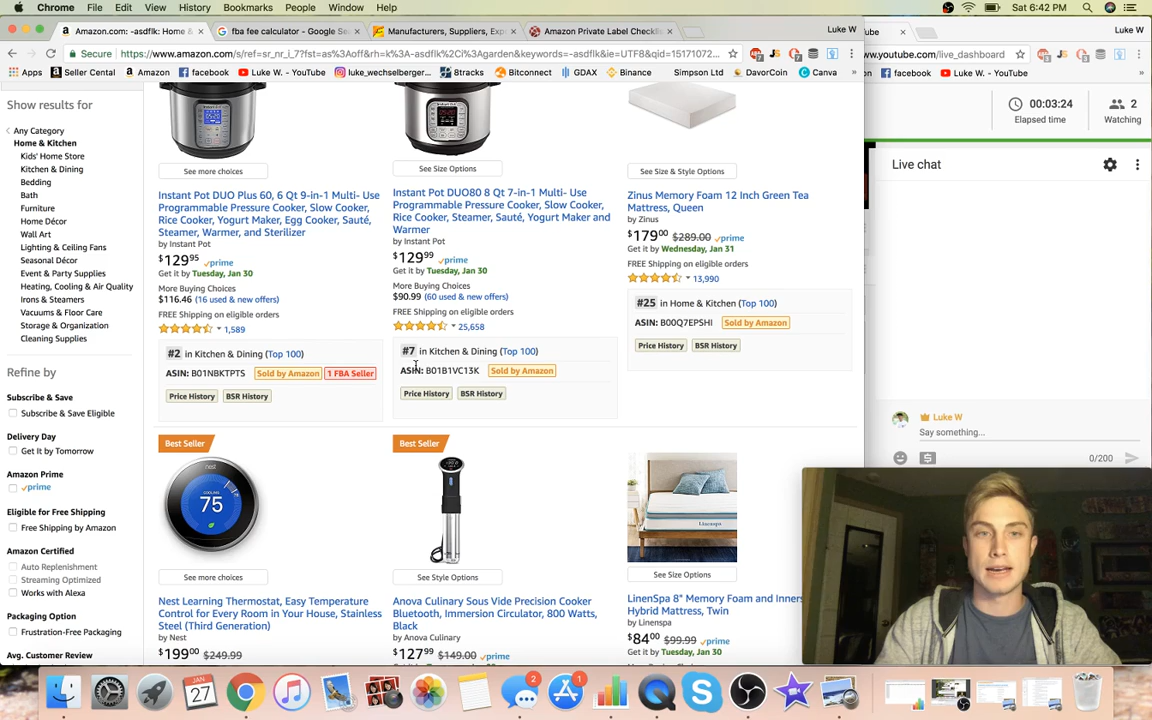 Chrome File Edit View History Bookmarks People Window Help Sat 6:42 PM
Amazon.com: -asdflk: Home & fba fee calculator - Google Se Manufacturers, Suppliers, Exp Amazon Private Label Checkli Luke W Luke W
Secure https://www.amazon.com/s/ref=sr_nr_i_7?fst=as%3Aoff&rh=k%3A-asdflk%2Ci%3Agarden&keywords=-asdflk&ie=UTF8&qid=15171072... www.youtube.com/live_dashboard
Apps Seller Cental Amazon facebook Luke W. - YouTube luke_wechselberger... 8tracks Bitconnect GDAX Binance Simpson Ltd DavorCoin Canva facebook Luke W. - YouTube
Show results for
Any Category
Home & Kitchen
Kids' Home Store
Kitchen & Dining
Bedding
Bath
Furniture
Home Décor
Wall Art
Lighting & Ceiling Fans
Seasonal Décor
Event & Party Supplies
Heating, Cooling & Air Quality
Irons & Steamers
Vacuums & Floor Care
Storage & Organization
Cleaning Supplies
Refine by
Subscribe & Save
Subscribe & Save Eligible
Delivery Day
Get It by Tomorrow
Amazon Prime
prime
Eligible for Free Shipping
Free Shipping by Amazon
Amazon Certified
Auto Replenishment
Streaming Optimized
Works with Alexa
Packaging Option
Frustration-Free Packaging
Avg. Customer Review
See more choices
Instant Pot DUO Plus 60, 6 Qt 9-in-1 Multi- Use
Programmable Pressure Cooker, Slow Cooker,
Rice Cooker, Yogurt Maker, Egg Cooker, Sauté,
Steamer, Warmer, and Sterilizer
by Instant Pot
$12995 prime
Get it by Tuesday, Jan 30
More Buying Choices
$116.46 (16 used & new offers)
FREE Shipping on eligible orders
1,589
#2 in Kitchen & Dining (Top 100)
ASIN: B01NBKTPTS Sold by Amazon 1 FBA Seller
Price History BSR History
See Size Options
Instant Pot DUO80 8 Qt 7-in-1 Multi- Use
Programmable Pressure Cooker, Slow Cooker,
Rice Cooker, Steamer, Sauté, Yogurt Maker and
Warmer
by Instant Pot
$12999 prime
Get it by Tuesday, Jan 30
More Buying Choices
$90.99 (60 used & new offers)
FREE Shipping on eligible orders
25,658
#7 in Kitchen & Dining (Top 100)
ASIN: B01B1VC13K Sold by Amazon
Price History BSR History
See Size & Style Options
Zinus Memory Foam 12 Inch Green Tea
Mattress, Queen
by Zinus
$17900 $289.00 prime
Get it by Wednesday, Jan 31
FREE Shipping on eligible orders
13,990
#25 in Home & Kitchen (Top 100)
ASIN: B00Q7EPSHI Sold by Amazon
Price History BSR History
Best Seller
75
See more choices
Nest Learning Thermostat, Easy Temperature
Control for Every Room in Your House, Stainless
Steel (Third Generation)
by Nest
$19900 $249.99
Best Seller
See Style Options
Anova Culinary Sous Vide Precision Cooker
Bluetooth, Immersion Circulator, 800 Watts,
Black
by Anova Culinary
$12799 $149.00 prime
See Size Options
LinenSpa 8" Memory Foam and Inners
Hybrid Mattress, Twin
by Linenspa
$8400 $99.99 prime
Get it by Tuesday, Jan 30
00:03:24
Elapsed time
2
Watching
Live chat
Luke W
Say something...
0/200
JAN
27
2
1